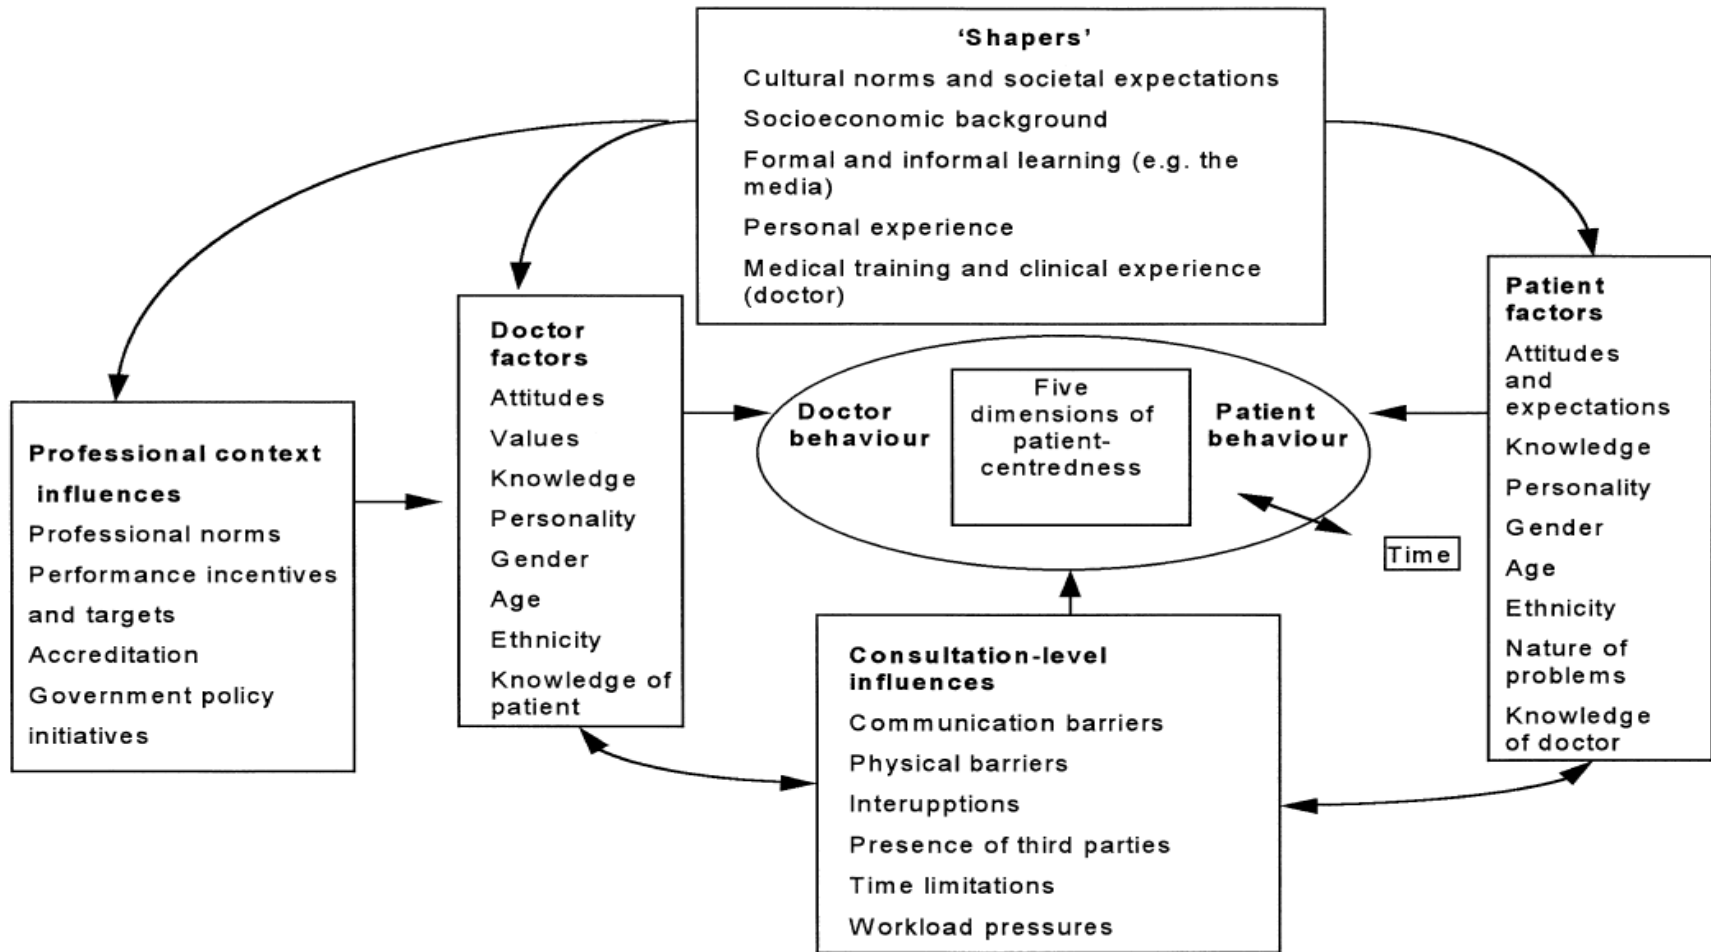 ‘Shapers’
Cultural norms and societal expectations
Socioeconomic background
Formal and informal learning (e.g. the
media)
Personal experience
Medical training and clinical experience
(doctor)
Professional context
influences
Professional norms
Performance incentives
and targets
Accreditation
Government policy
initiatives
Doctor
factors
Attitudes
Values
Knowledge
Personality
Gender
Age
Ethnicity
Knowledge of
patient
Doctor
behaviour
Five
dimensions of
patient-
centredness
Patient
behaviour
Time
Consultation-level
influences
Communication barriers
Physical barriers
Interupptions
Presence of third parties
Time limitations
Workload pressures
Patient
factors
Attitudes
and
expectations
Knowledge
Personality
Gender
Age
Ethnicity
Nature of
problems
Knowledge
of doctor